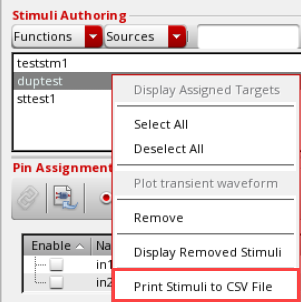 Stimuli Authoring
Functions Sources
teststm1
duptest
sttest1
Display Assigned Targets
Select All
Deselect All
Pin Assignment
Plot transient waveform
Remove
Enable Na
Display Removed Stimuli
in1
in2
Print Stimuli to CSV File